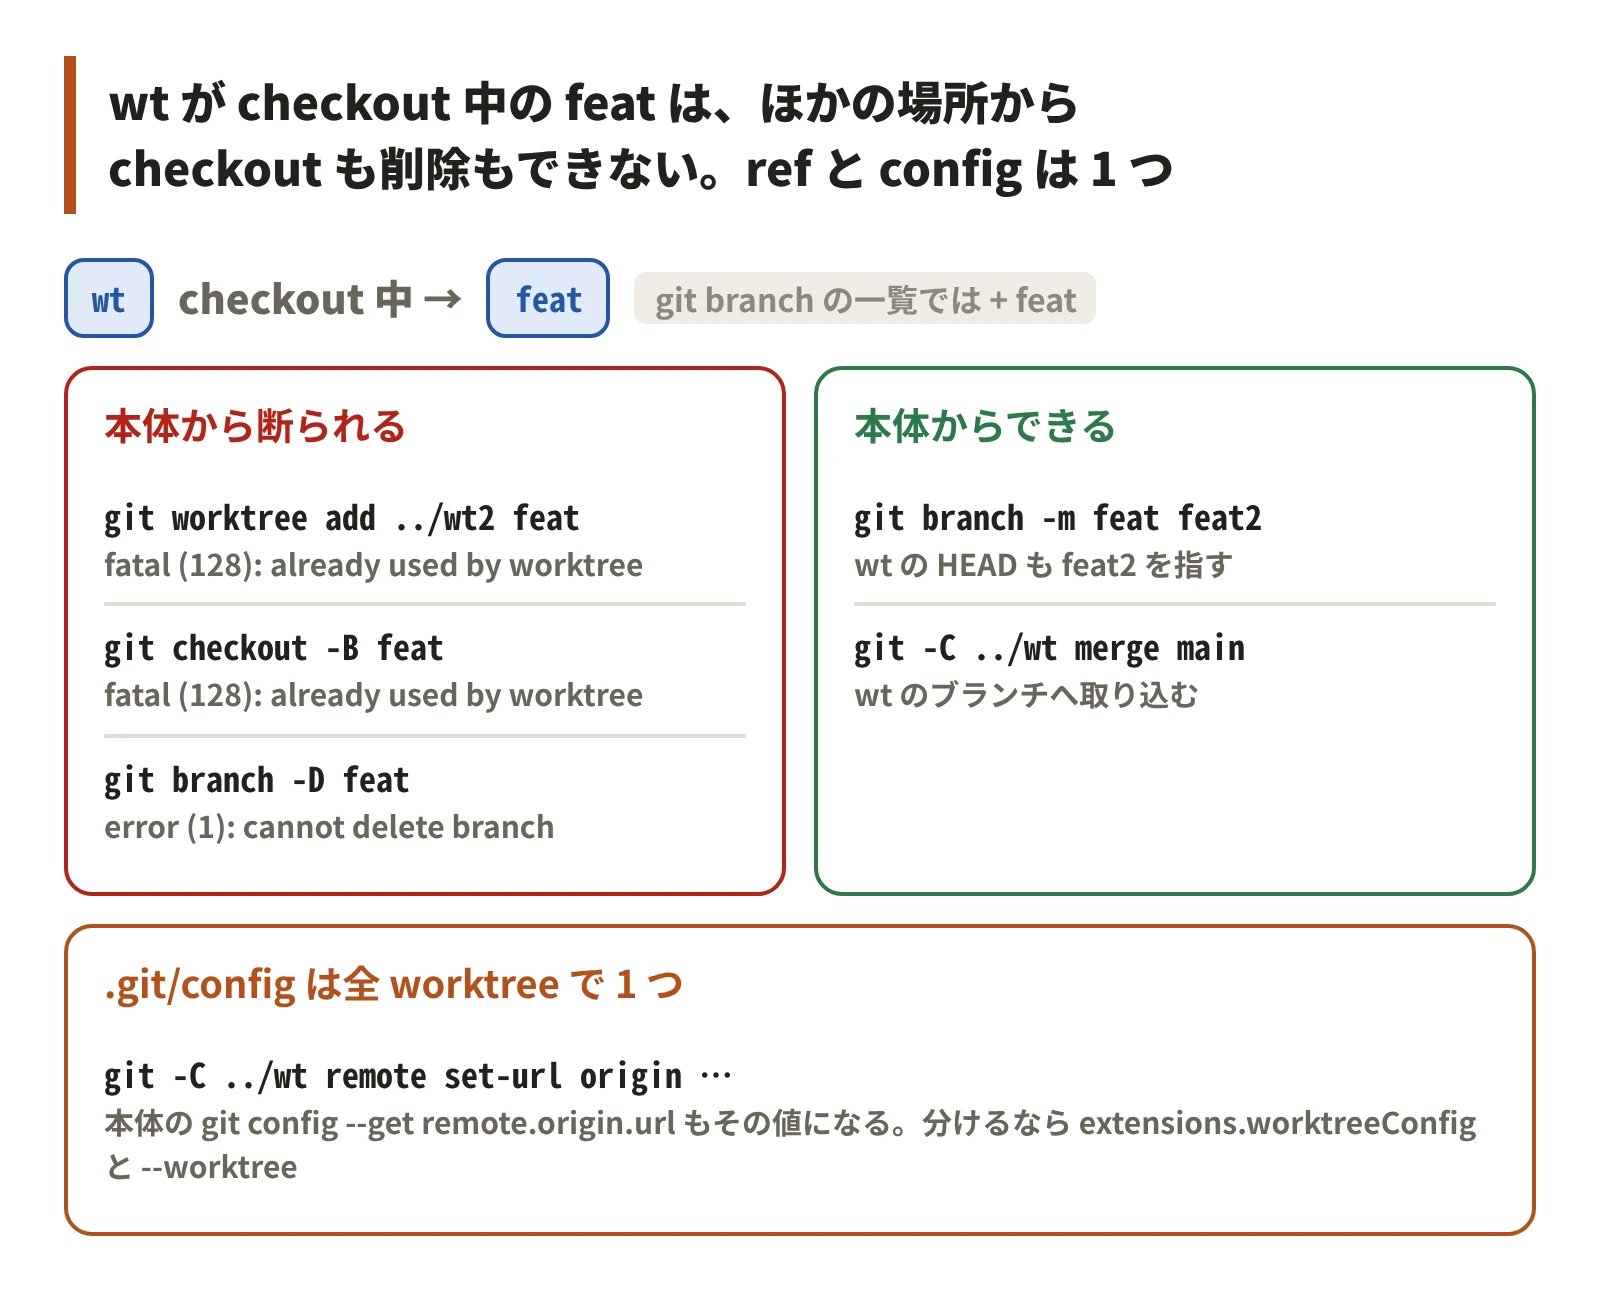 wt が checkout 中の feat は、ほかの場所から
checkout も削除もできない。ref と config は 1 つ
wt checkout 中 → feat git branch の一覧では + feat
本体から断られる
git worktree add ../wt2 feat
fatal (128): already used by worktree
git checkout -B feat
fatal (128): already used by worktree
git branch -D feat
error (1): cannot delete branch
本体からできる
git branch -m feat feat2
wt の HEAD も feat2 を指す
git -C ../wt merge main
wt のブランチへ取り込む
.git/config は全 worktree で 1 つ
git -C ../wt remote set-url origin …
本体の git config --get remote.origin.url もその値になる。分けるなら extensions.worktreeConfig
と --worktree